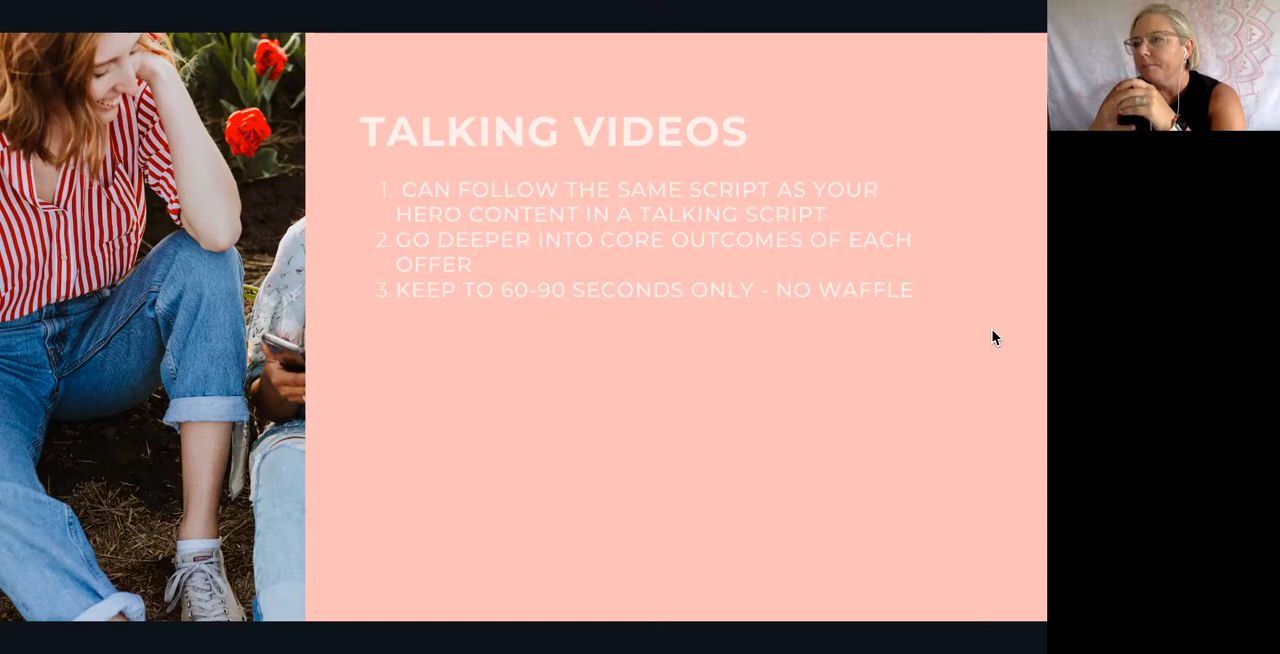 TALKING VIDEOS
1. CAN FOLLOW THE SAME SCRIPT AS YOUR
HERO CONTENT IN A TALKING SCRIPT
2. GO DEEPER INTO CORE OUTCOMES OF EACH
OFFER
3. KEEP TO 60-90 SECONDS ONLY - NO WAFFLE